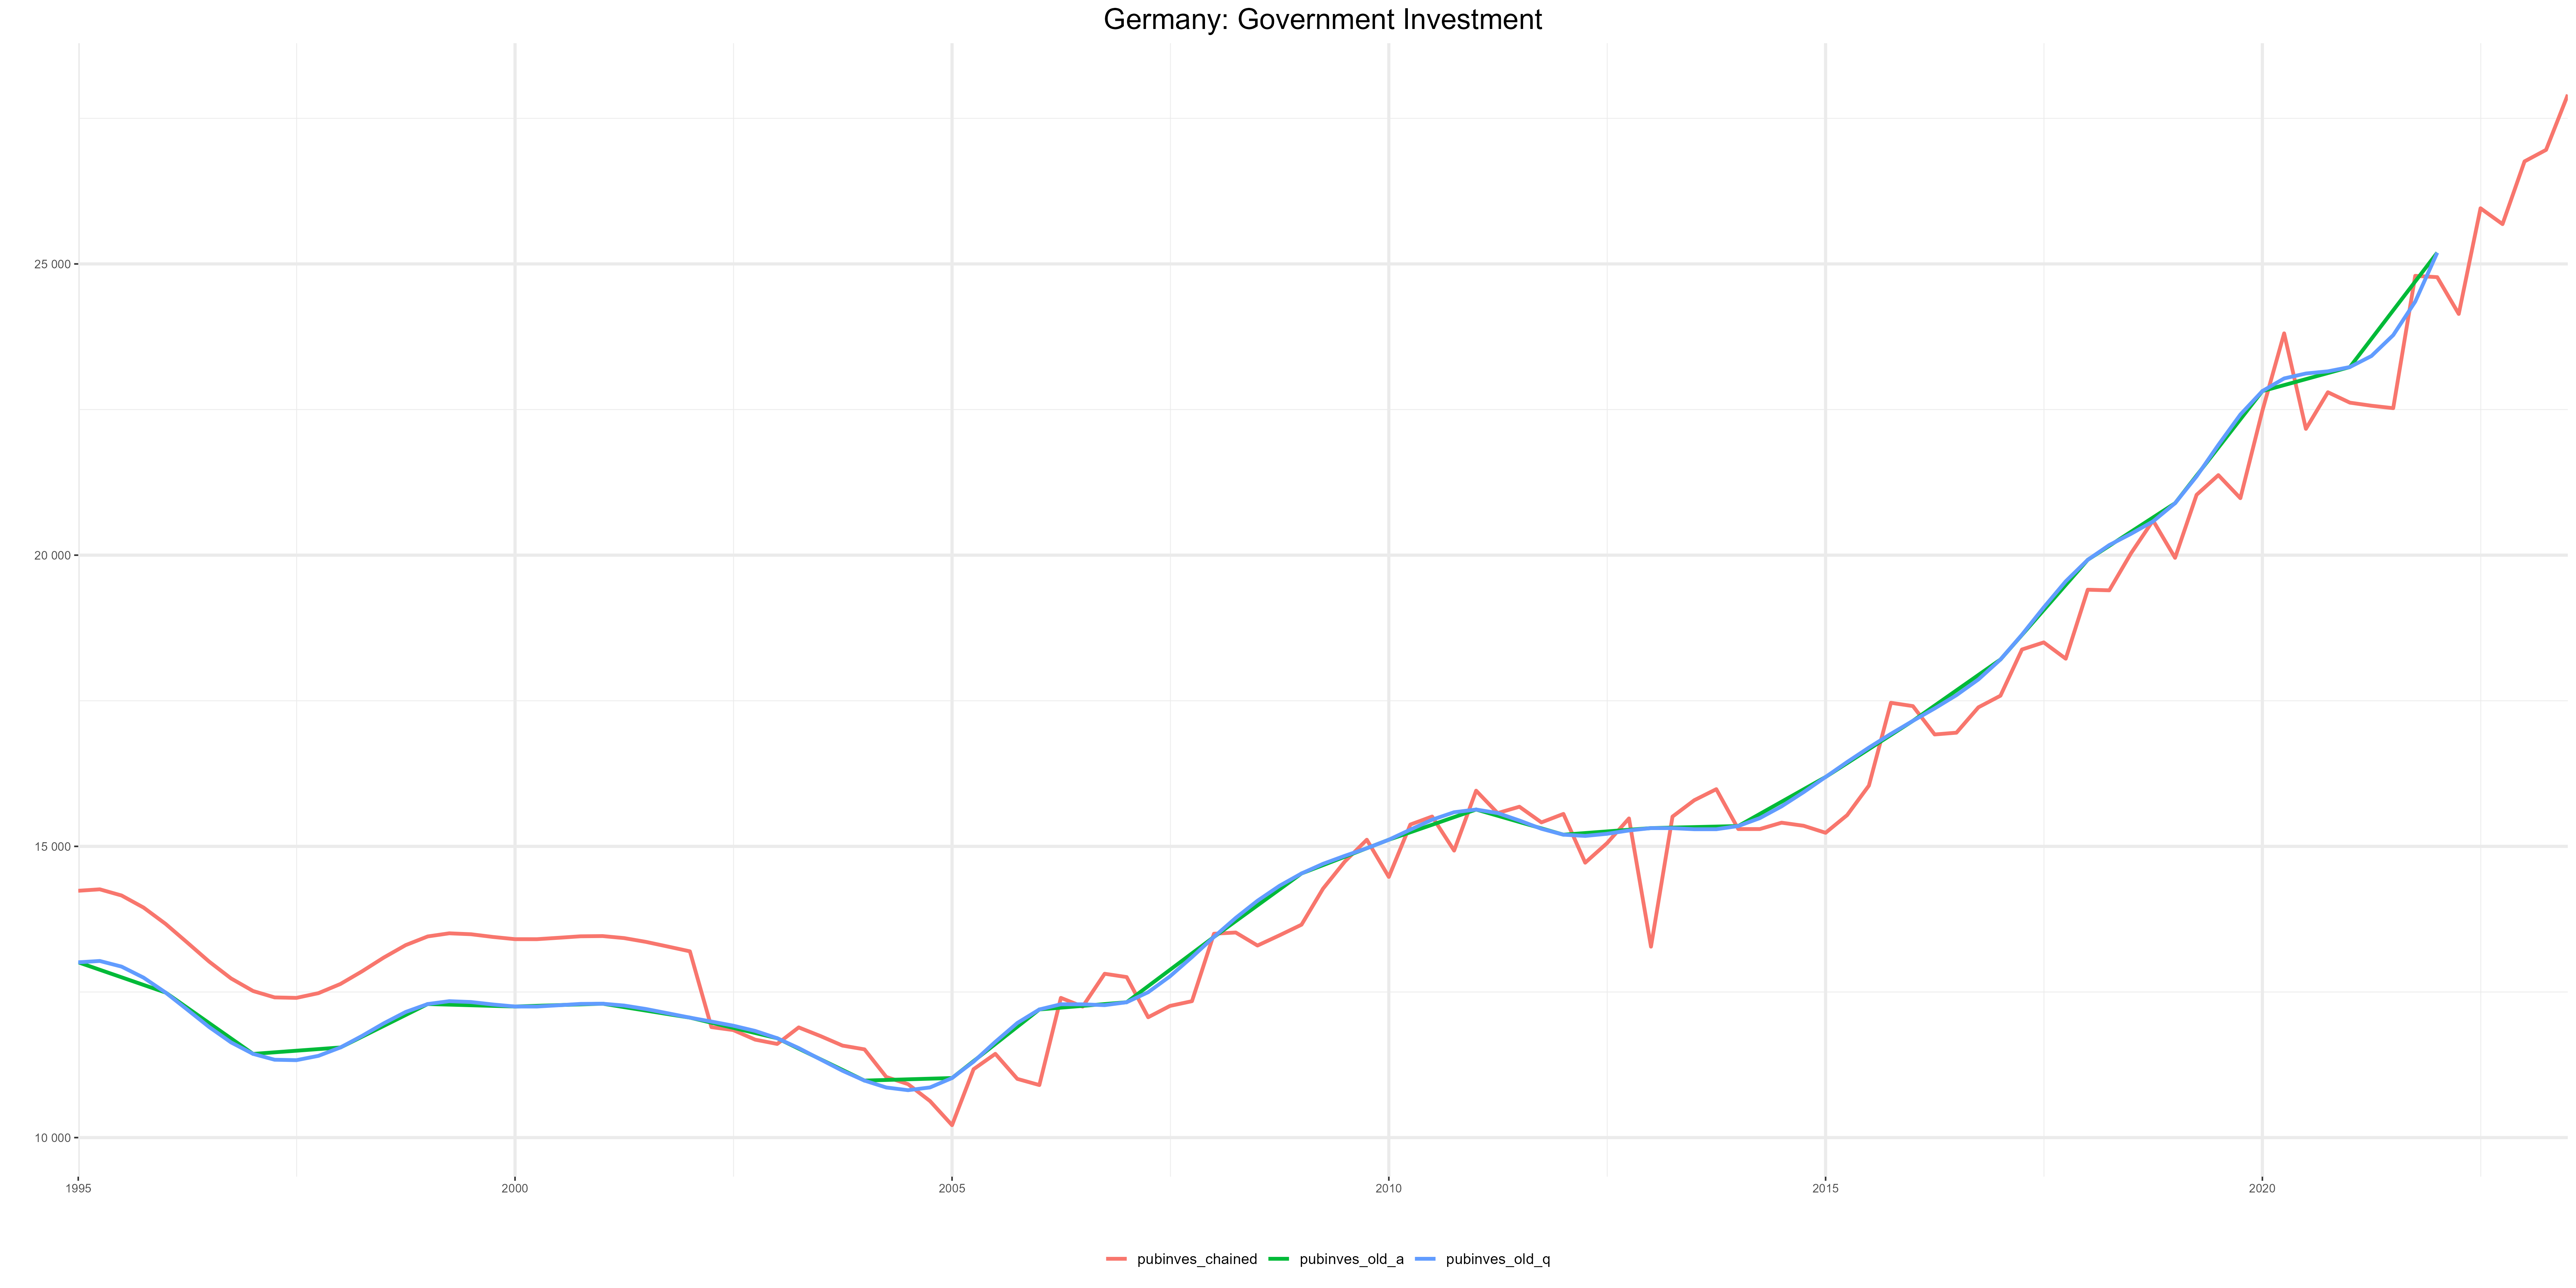 Germany: Government Investment
25 000
20 000
15 000
10 000
1995 2000 2005 2010 2015 2020
pubinves_chained pubinves_old_a pubinves_old_q